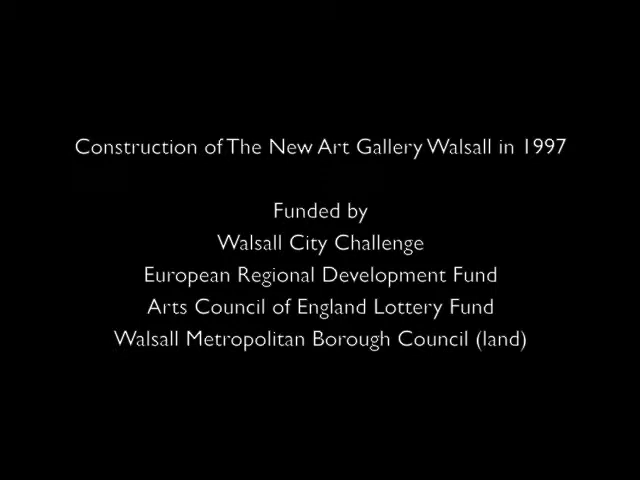 Construction of The New Art Gallery Walsall in 1997
Funded by
Walsall City Challenge
European Regional Development Fund
Arts Council of England Lottery Fund
Walsall Metropolitan Borough Council (land)